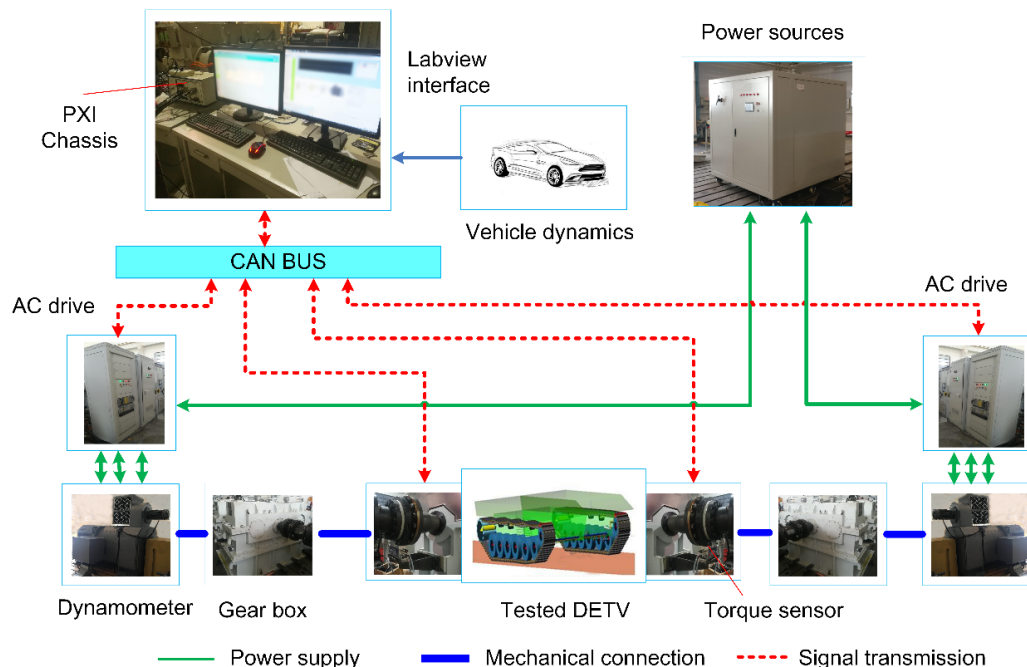 Power sources
Labview
interface
PXI
Chassis
Vehicle dynamics
CAN BUS
AC drive
AC drive
Dynamometer
Gear box
Tested DETV
Torque sensor
Power supply
Mechanical connection
Signal transmission